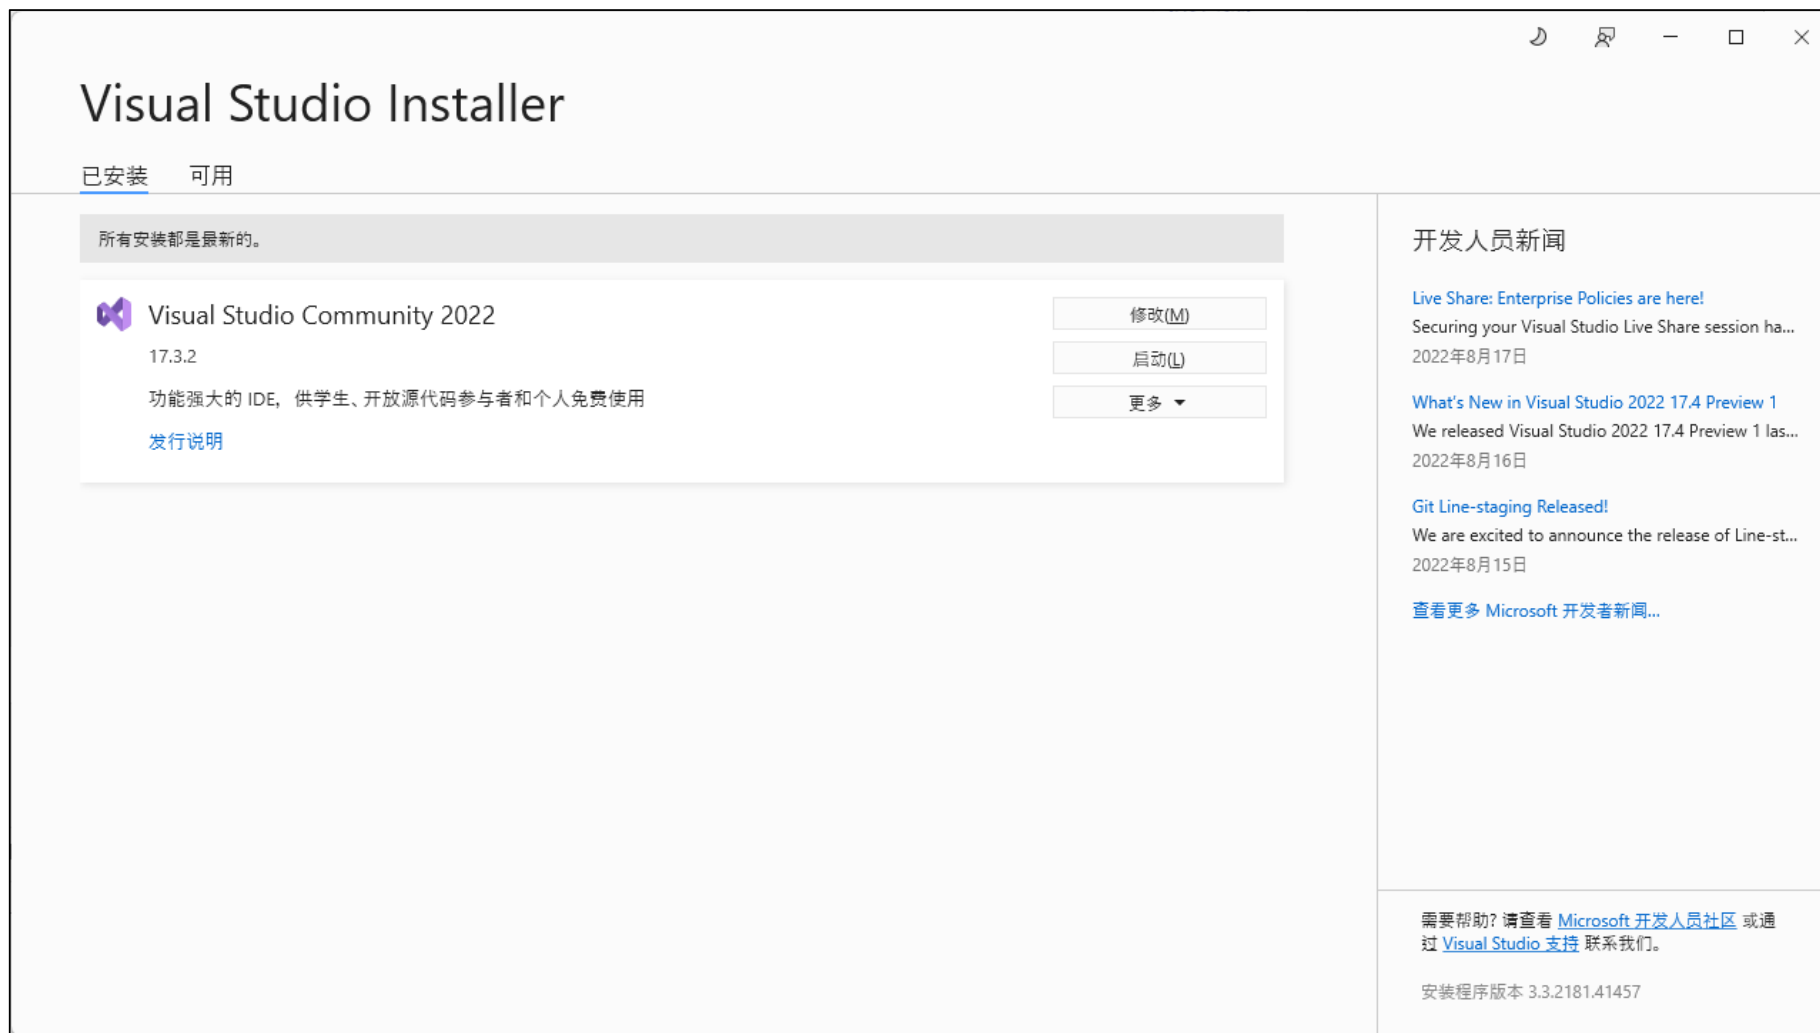 Visual Studio Installer
已安装
可用
所有安装都是最新的。
Visual Studio Community 2022
17.3.2
功能强大的 IDE，供学生、开放源代码参与者和个人免费使用
发行说明
修改(M)
启动(L)
更多
开发人员新闻
Live Share: Enterprise Policies are here!
Securing your Visual Studio Live Share session ha...
2022年8月17日
What's New in Visual Studio 2022 17.4 Preview 1
We released Visual Studio 2022 17.4 Preview 1 las...
2022年8月16日
Git Line-staging Released!
We are excited to announce the release of Line-st...
2022年8月15日
查看更多 Microsoft 开发者新闻...
需要帮助? 请查看 Microsoft 开发人员社区 或通
过 Visual Studio 支持 联系我们。
安装程序版本 3.3.2181.41457